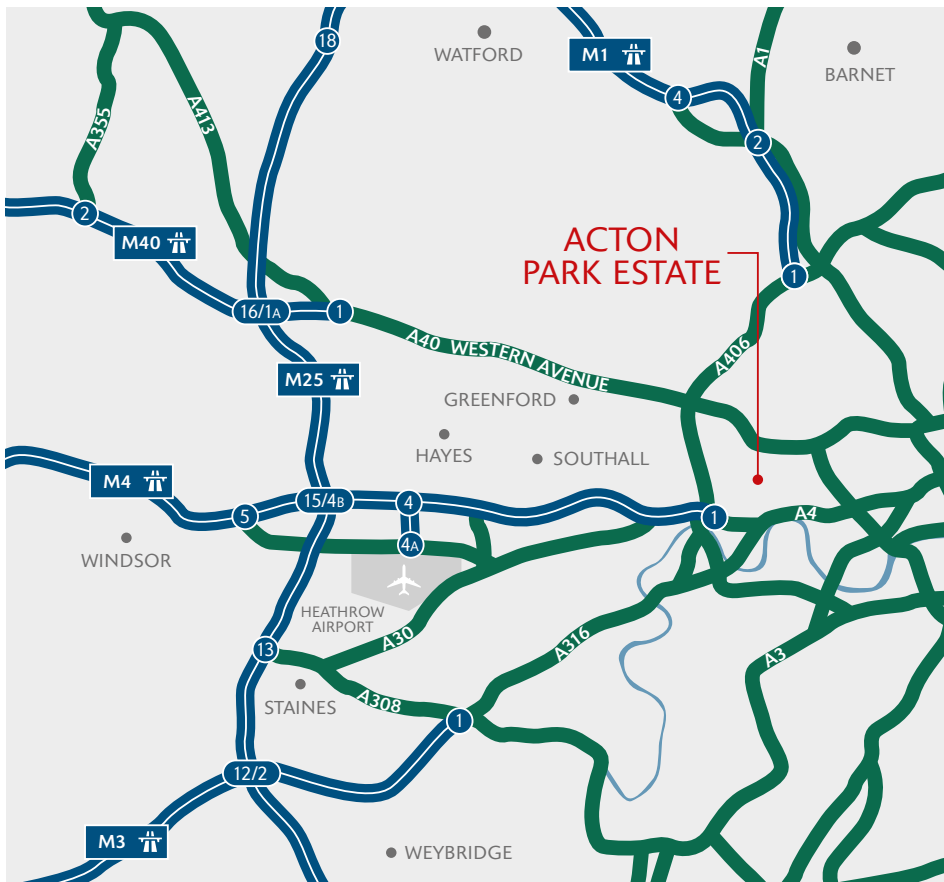 18
WATFORD
M1
A1
BARNET
4
A413
A355
2
2
M40
ACTON
PARK ESTATE
1
16/1A
1
A40 WESTERN AVENUE
A406
M25
GREENFORD
HAYES
SOUTHALL
M4
15/4B
4
5
1
A4
4A
WINDSOR
HEATHROW
AIRPORT
A30
A316
13
A3
STAINES
A308
1
12/2
M3
WEYBRIDGE